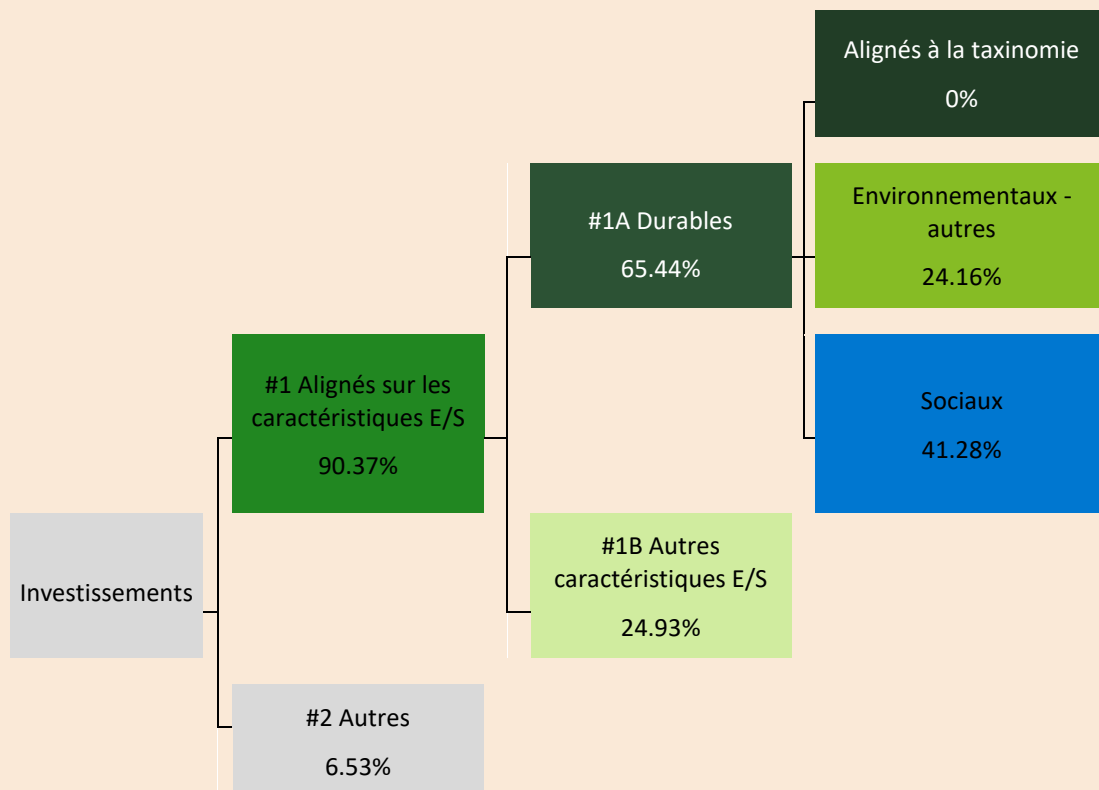 Alignés à la taxinomie
0%
Environnementaux -
autres
24.16%
#1A Durables
65.44%
Sociaux
41.28%
#1 Alignés sur les
caractéristiques E/S
90.37%
#1B Autres
caractéristiques E/S
24.93%
Investissements
#2 Autres
6.53%